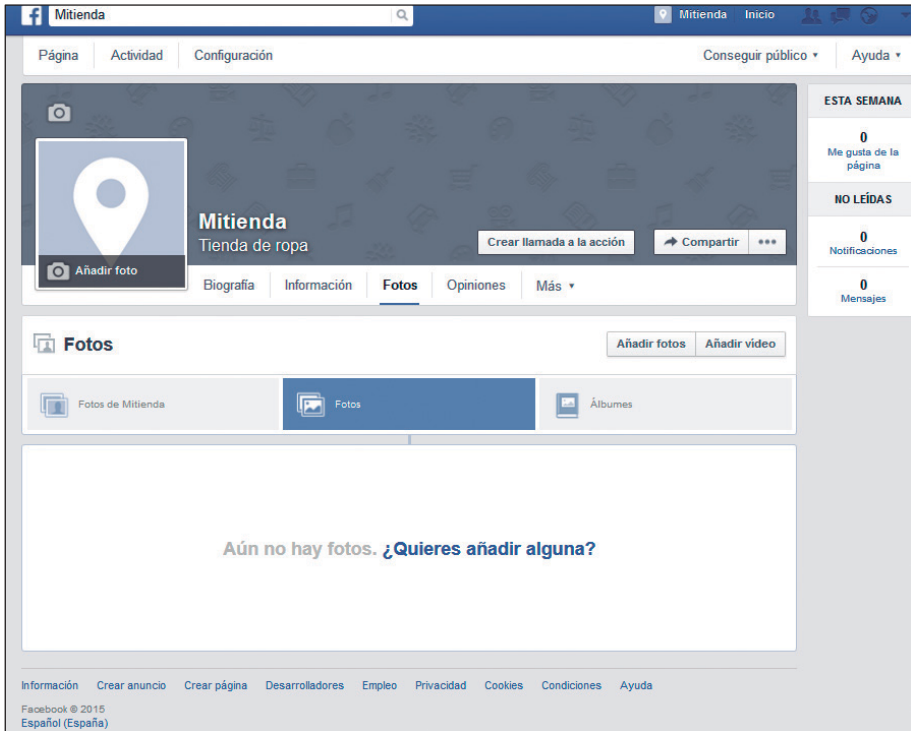 f Mitienda Mitienda Inicio
Página Actividad Configuración Conseguir público Ayuda
ESTA SEMANA
0
Me gusta de la
página
NO LEÍDAS
0
Notificaciones
0
Mensajes
Mitienda
Tienda de ropa
Crear llamada a la acción Compartir
Añadir foto
Biografía Información Fotos Opiniones Más
Fotos Añadir fotos Añadir vídeo
Fotos de Mitienda Fotos Álbumes
Aún no hay fotos. ¿Quieres añadir alguna?
Información Crear anuncio Crear página Desarrolladores Empleo Privacidad Cookies Condiciones Ayuda
Facebook © 2015
Español (España)